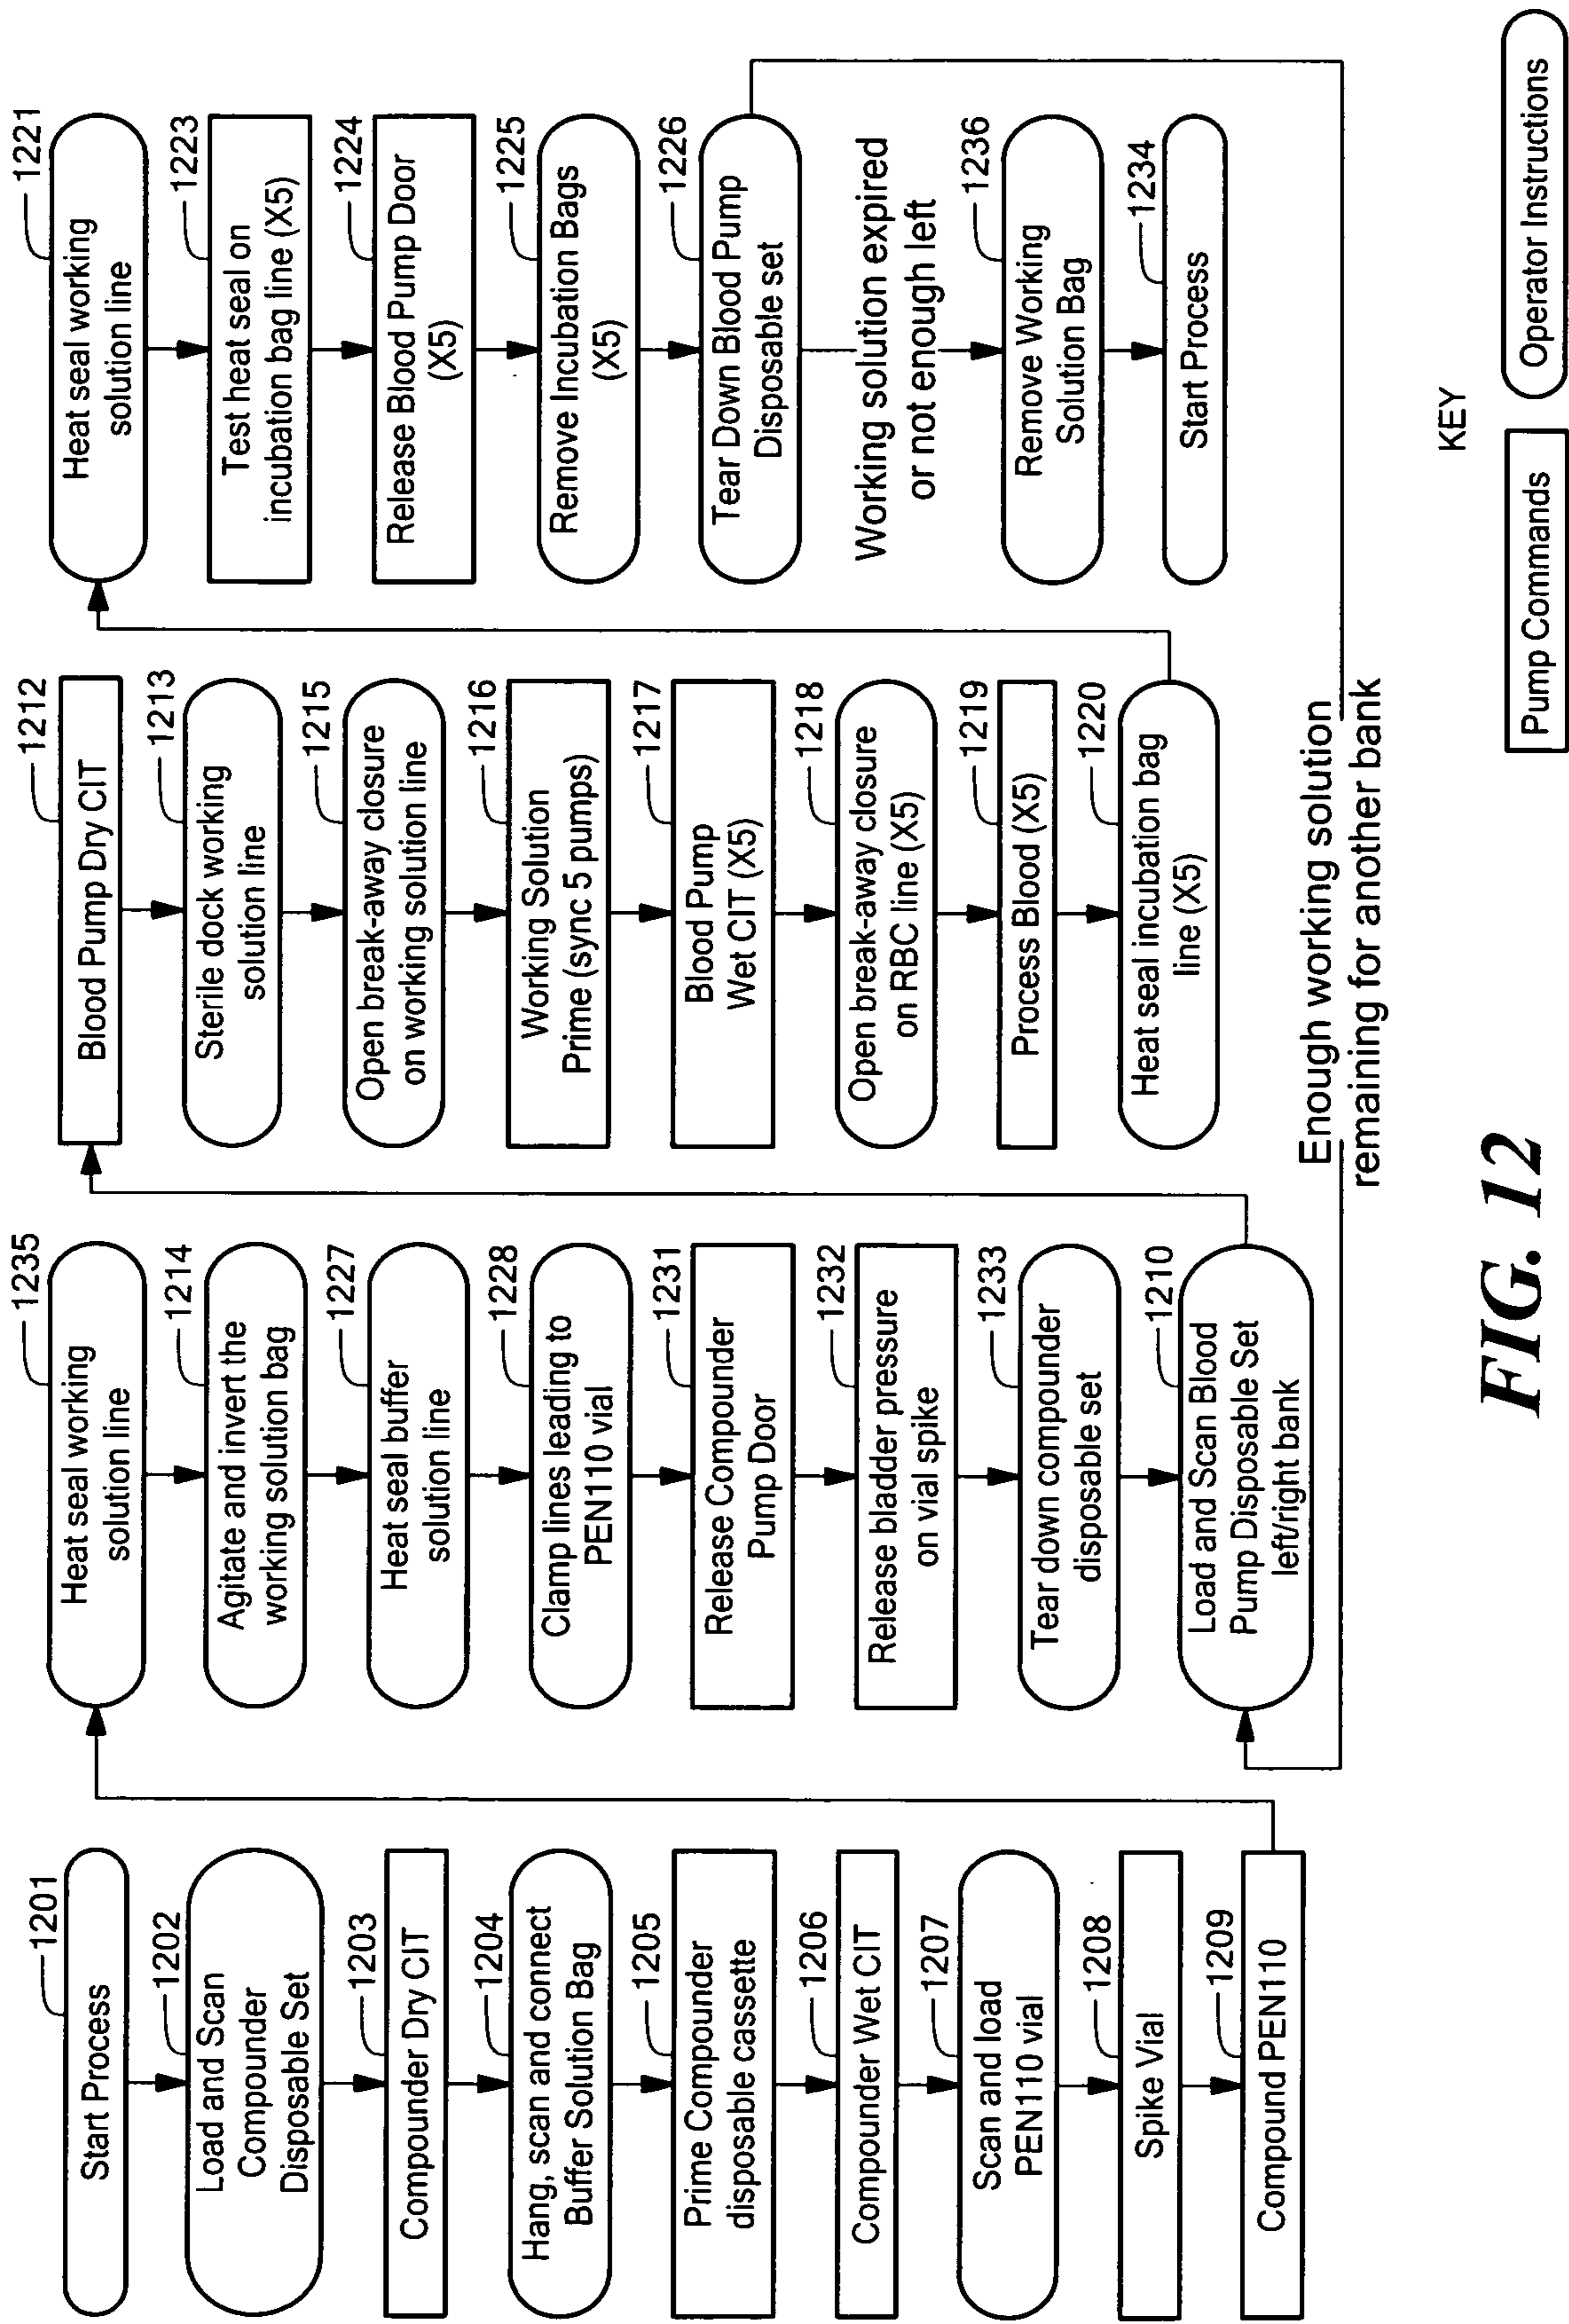 1201
Start Process
1202
Load and Scan
Compounder
Disposable Set
1203
Compounder Dry CIT
1204
Hang, scan and connect
Buffer Solution Bag
1205
Prime Compounder
disposable cassette
1206
Compounder Wet CIT
1207
Scan and load
PEN110 vial
1208
Spike Vial
1209
Compound PEN110
1235
Heat seal working
solution line
1214
Agitate and invert the
working solution bag
1227
Heat seal buffer
solution line
1228
Clamp lines leading to
PEN110 vial
1231
Release Compounder
Pump Door
1232
Release bladder pressure
on vial spike
1233
Tear down compounder
disposable set
1210
Load and Scan Blood
Pump Disposable Set
left/right bank
1212
Blood Pump Dry CIT
1213
Sterile dock working
solution line
1215
Open break-away closure
on working solution line
1216
Working Solution
Prime (sync 5 pumps)
1217
Blood Pump
Wet CIT (X5)
1218
Open break-away closure
on RBC line (X5)
1219
Process Blood (X5)
1220
Heat seal incubation bag
line (X5)
1221
Heat seal working
solution line
1223
Test heat seal on
incubation bag line (X5)
1224
Release Blood Pump Door
(X5)
1225
Remove Incubation Bags
(X5)
1226
Tear Down Blood Pump
Disposable set
Working solution expired
or not enough left
1236
Remove Working
Solution Bag
1234
Start Process
Enough working solution
remaining for another bank
KEY
Pump Commands
Operator Instructions
FIG. 12